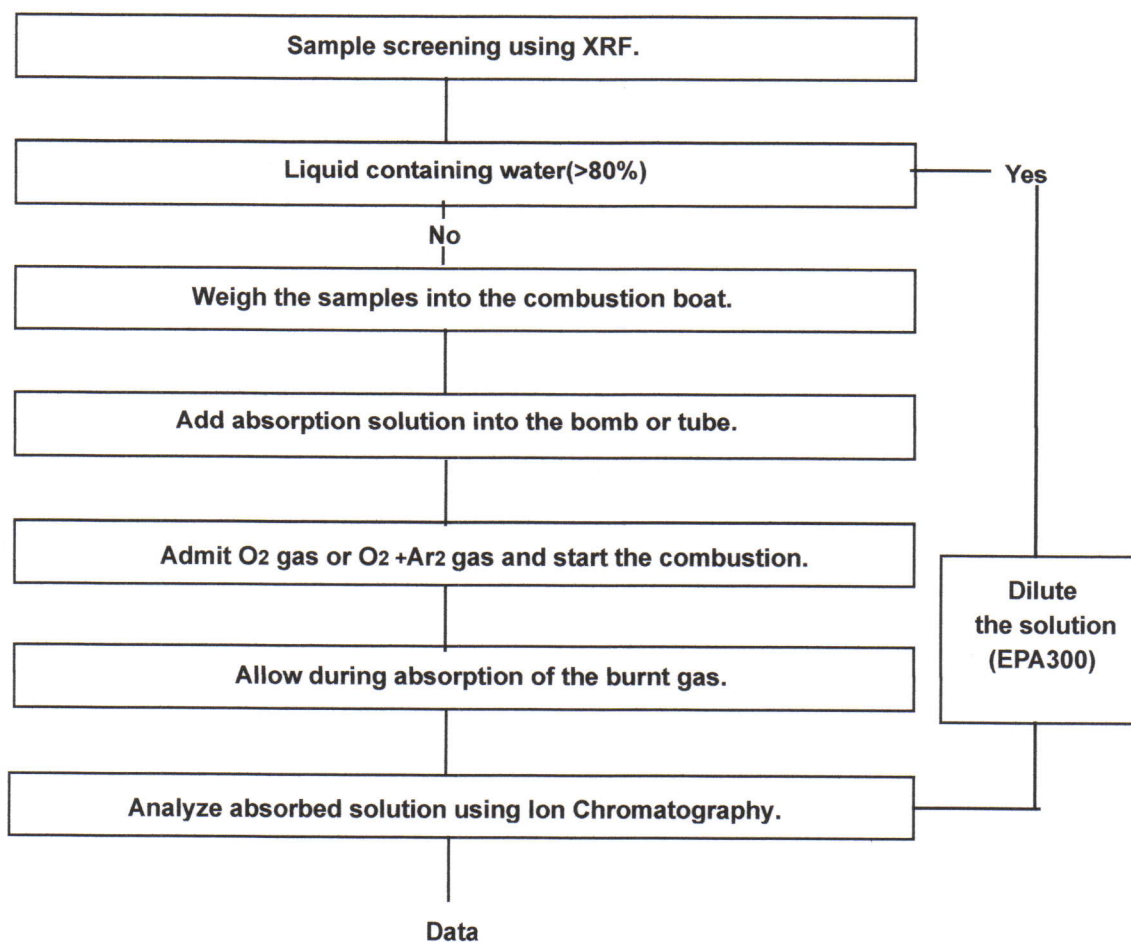 Sample screening using XRF.
Liquid containing water(>80%)
Yes
No
Weigh the samples into the combustion boat.
Add absorption solution into the bomb or tube.
Admit O2 gas or O2 +Ar2 gas and start the combustion.
Dilute
the solution
(EPA300)
Allow during absorption of the burnt gas.
Analyze absorbed solution using Ion Chromatography.
Data